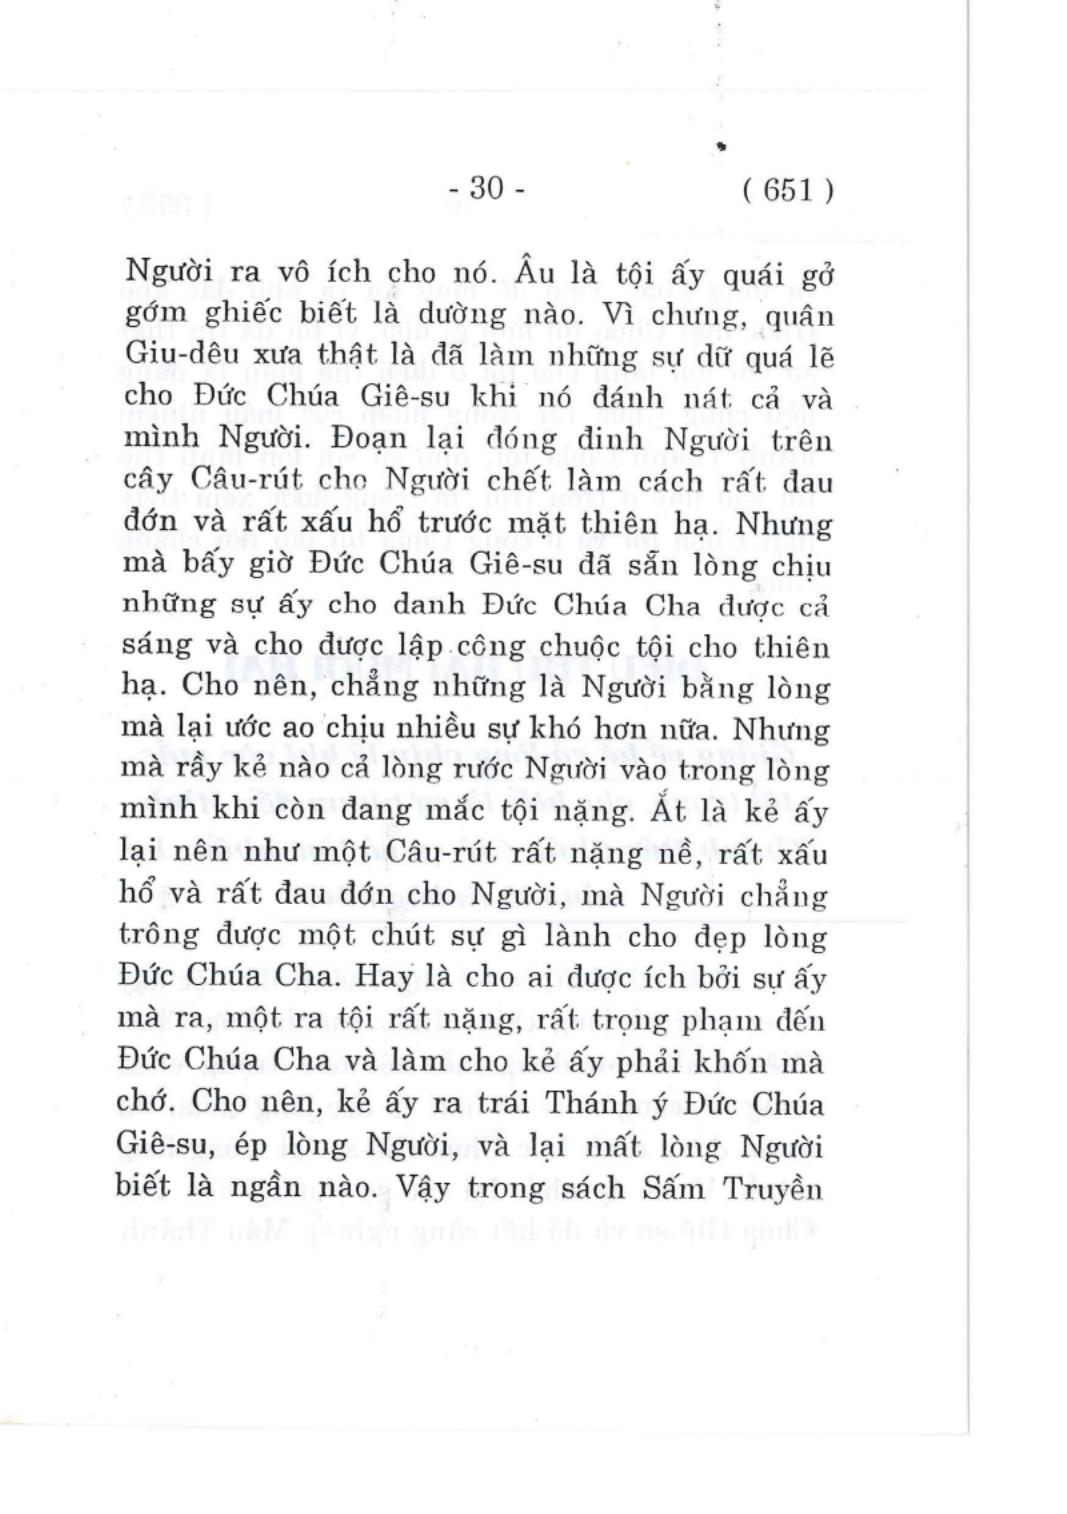 - 30 - ( 651 )
Người ra vô ích cho nó. Âu là tội ấy quái gở
gớm ghiếc biết là dường nào. Vì chưng, quân
Giu-dêu xưa thật là đã làm những sự dữ quá lẽ
cho Đức Chúa Giê-su khi nó đánh nát cả và
mình Người. Đoạn lại đóng đinh Người trên
cây Câu-rút cho Người chết làm cách rất đau
đớn và rất xấu hổ trước mặt thiên hạ. Nhưng
mà bấy giờ Đức Chúa Giê-su đã sẵn lòng chịu
những sự ấy cho danh Đức Chúa Cha được cả
sáng và cho được lập công chuộc tội cho thiên
hạ. Cho nên, chẳng những là Người bằng lòng
mà lại ước ao chịu nhiều sự khó hơn nữa. Nhưng
mà rầy kẻ nào cả lòng rước Người vào trong lòng
mình khi còn đang mắc tội nặng. Ắt là kẻ ấy
lại nên như một Câu-rút rất nặng nề, rất xấu
hổ và rất đau đớn cho Người, mà Người chẳng
trông được một chút sự gì lành cho đẹp lòng
Đức Chúa Cha. Hay là cho ai được ích bởi sự ấy
mà ra, một ra tội rất nặng, rất trọng phạm đến
Đức Chúa Cha và làm cho kẻ ấy phải khốn mà
chớ. Cho nên, kẻ ấy ra trái Thánh ý Đức Chúa
Giê-su, ép lòng Người, và lại mất lòng Người
biết là ngần nào. Vậy trong sách Sấm Truyền